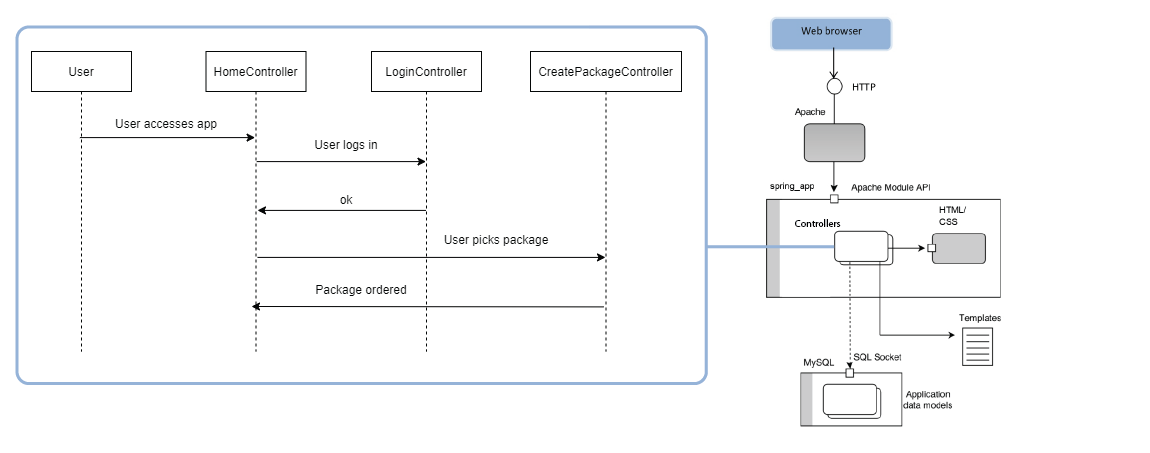 User
HomeController
LoginController
CreatePackageController
User accesses app
User logs in
ok
User picks package
Package ordered
Web browser
HTTP
Apache
spring_app
Apache Module API
Controllers
HTML/
CSS
Templates
MySQL
SQL Socket
Application
data models